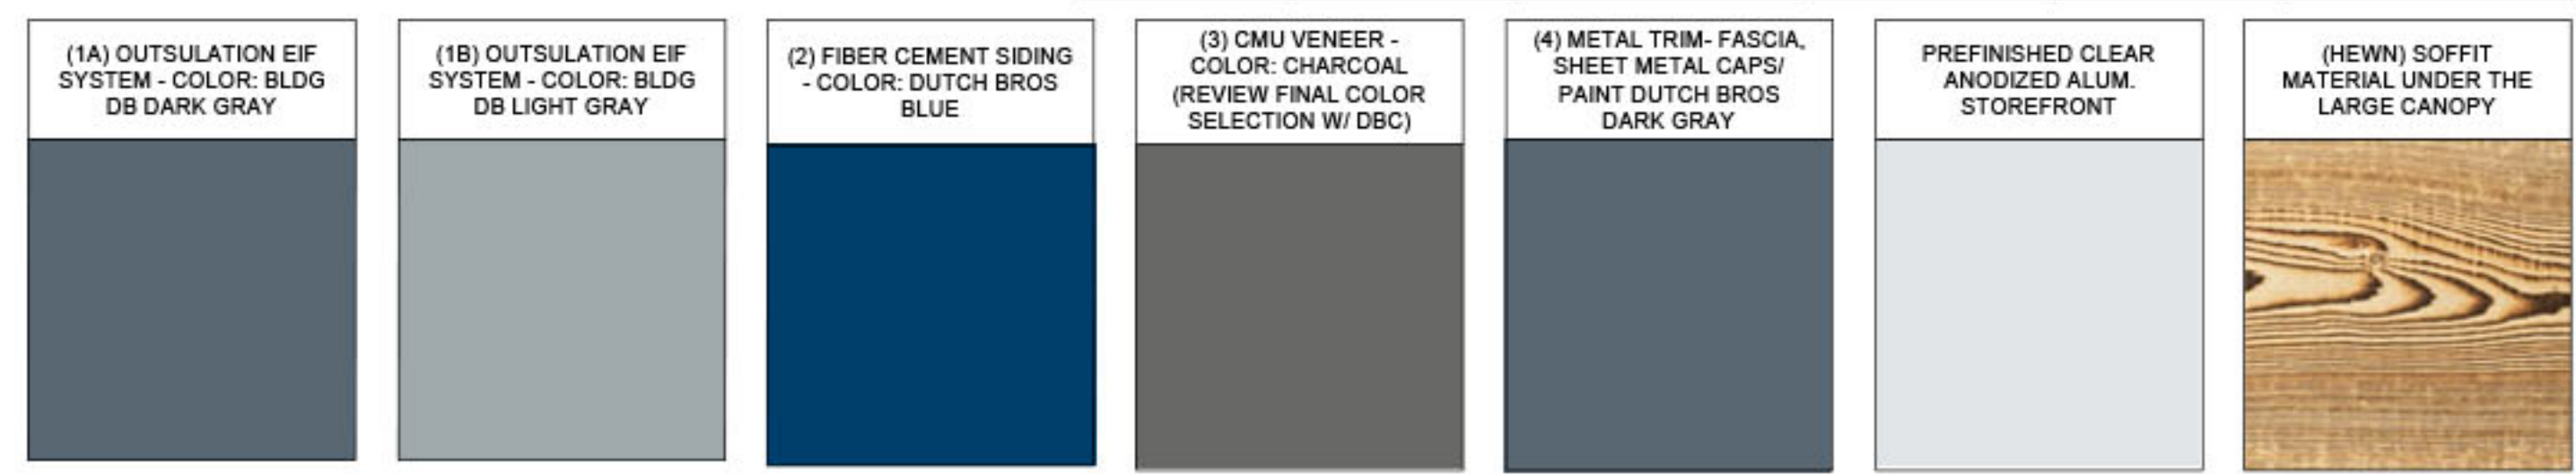 (1A) OUTSULATION EIF
SYSTEM - COLOR: BLDG
DB DARK GRAY
(1B) OUTSULATION EIF
SYSTEM - COLOR: BLDG
DB LIGHT GRAY
(2) FIBER CEMENT SIDING
- COLOR: DUTCH BROS
BLUE
(3) CMU VENEER -
COLOR: CHARCOAL
(REVIEW FINAL COLOR
SELECTION W/ DBC)
(4) METAL TRIM- FASCIA,
SHEET METAL CAPS/
PAINT DUTCH BROS
DARK GRAY
PREFINISHED CLEAR
ANODIZED ALUM.
STOREFRONT
(HEWN) SOFFIT
MATERIAL UNDER THE
LARGE CANOPY